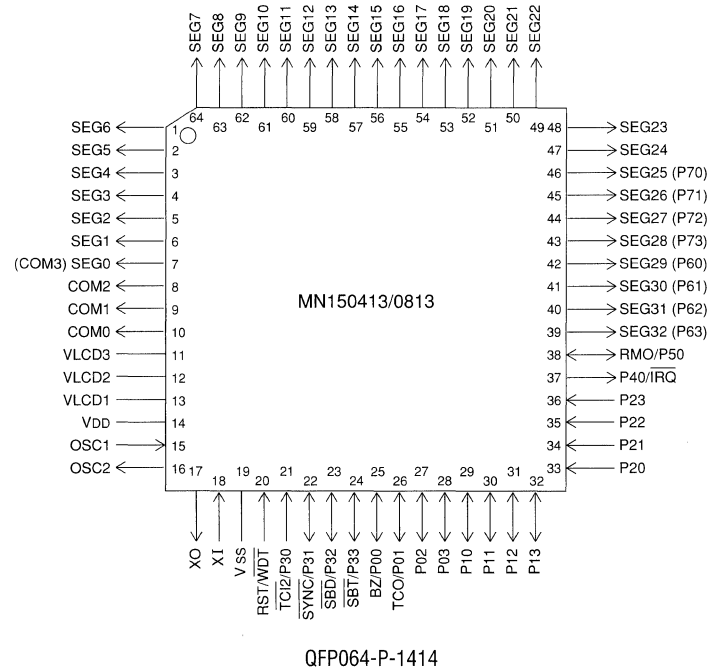 SEG7 SEG8 SEG9 SEG10 SEG11 SEG12 SEG13 SEG14 SEG15 SEG16 SEG17 SEG18 SEG19 SEG20 SEG21 SEG22
64 63 62 61 60 59 58 57 56 55 54 53 52 51 50 49
SEG6 1 48 SEG23
SEG5 2 47 SEG24
SEG4 3 46 SEG25 (P70)
SEG3 4 45 SEG26 (P71)
SEG2 5 44 SEG27 (P72)
SEG1 6 43 SEG28 (P73)
(COM3) SEG0 7 42 SEG29 (P60)
COM2 8 41 SEG30 (P61)
MN150413/0813
COM1 9 40 SEG31 (P62)
COM0 10 39 SEG32 (P63)
VLCD3 11 38 RMO/P50
VLCD2 12 37 P40/I̅R̅Q̅
VLCD1 13 36 P23
VDD 14 35 P22
OSC1 15 34 P21
OSC2 16 33 P20
17 18 19 20 21 22 23 24 25 26 27 28 29 30 31 32
XO XI VSS RST/W̅D̅T̅ T̅C̅I̅2̅/P30 S̅Y̅N̅C̅/P31 S̅B̅D̅/P32 S̅B̅T̅/P33 BZ/P00 TCO/P01 P02 P03 P10 P11 P12 P13
QFP064-P-1414